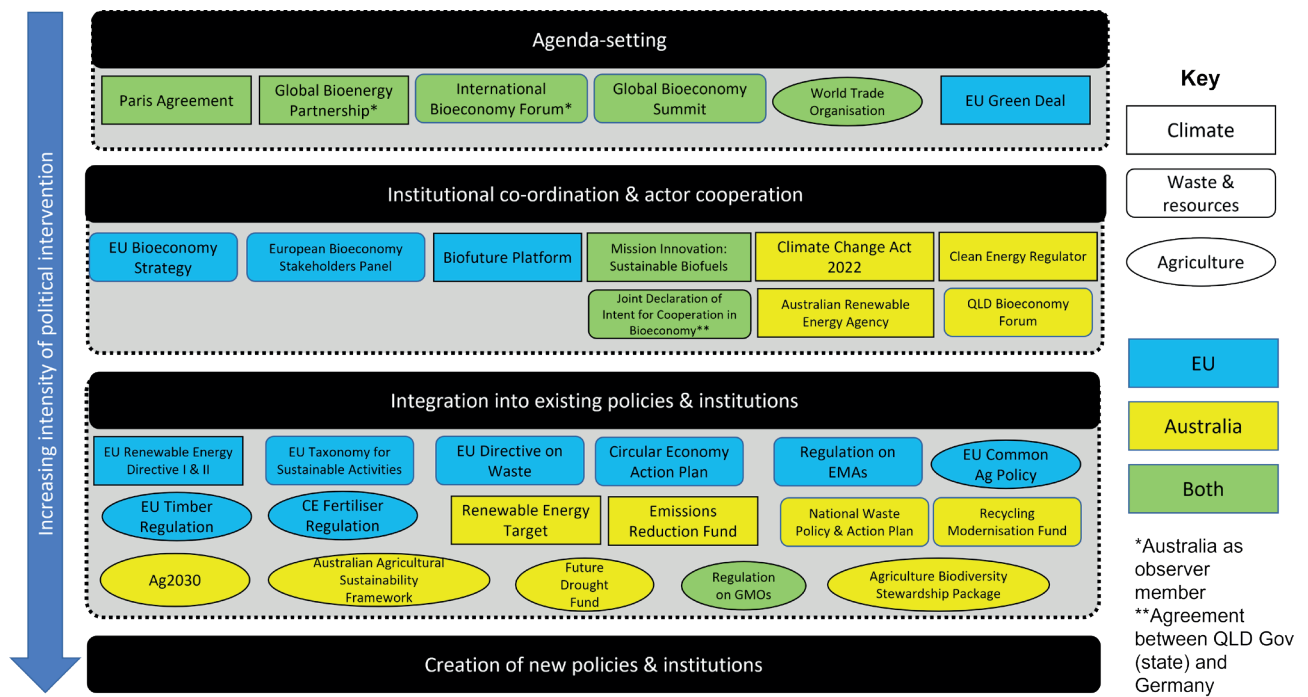 Increasing intensity of political intervention
Agenda-setting
Paris Agreement
Global Bioenergy
Partnership*
International
Bioeconomy Forum*
Global Bioeconomy
Summit
World Trade
Organisation
EU Green Deal
Institutional co-ordination & actor cooperation
EU Bioeconomy
Strategy
European Bioeconomy
Stakeholders Panel
Biofuture Platform
Mission Innovation:
Sustainable Biofuels
Climate Change Act
2022
Clean Energy Regulator
Joint Declaration of
Intent for Cooperation in
Bioeconomy**
Australian Renewable
Energy Agency
QLD Bioeconomy
Forum
Integration into existing policies & institutions
EU Renewable Energy
Directive I & II
EU Taxonomy for
Sustainable Activities
EU Directive on
Waste
Circular Economy
Action Plan
Regulation on
EMAs
EU Common
Ag Policy
EU Timber
Regulation
CE Fertiliser
Regulation
Renewable Energy
Target
Emissions
Reduction Fund
National Waste
Policy & Action Plan
Recycling
Modernisation Fund
Ag2030
Australian Agricultural
Sustainability
Framework
Future
Drought
Fund
Regulation
on GMOs
Agriculture Biodiversity
Stewardship Package
Creation of new policies & institutions
Key
Climate
Waste &
resources
Agriculture
EU
Australia
Both
*Australia as
observer
member
**Agreement
between QLD Gov
(state) and
Germany